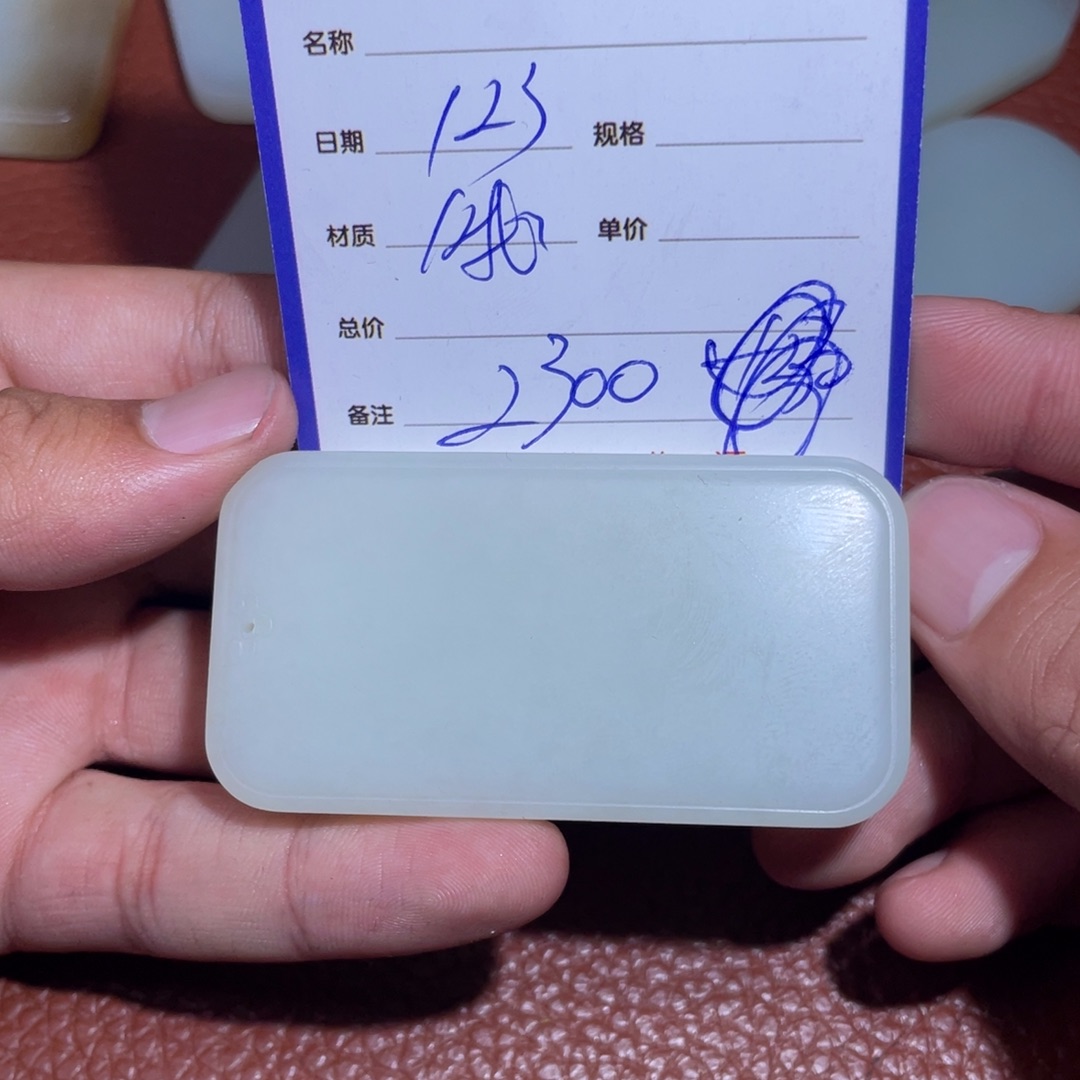 名称
日期 123 规格
材质 单价
总价
2300
备注